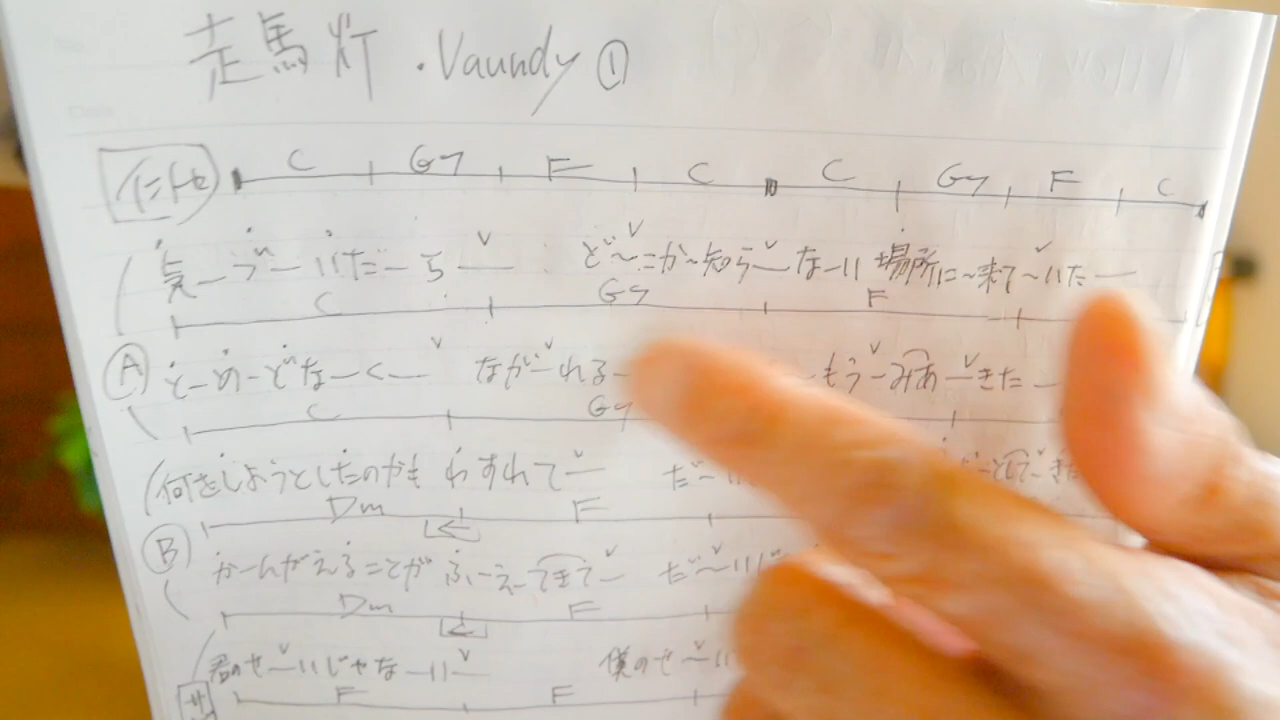 走馬灯・Vaundy ①
イントロ C G7 F C C G7 F C
気ーづーいたーらー ど〜こか〜知らーなーい 場所に〜来て〜いたー
C G7 F
Ⓐ とーめーどなーくー ながーれるー もうーみあーきたー
C G7
何をしようとしたのかも わすれてー だ〜い
Dm ← F
Ⓑ かーんがえることが ふーえーてきてー だ〜いじ
Dm ← F
君のせーいじゃなーいー 僕のせーい
サ F F